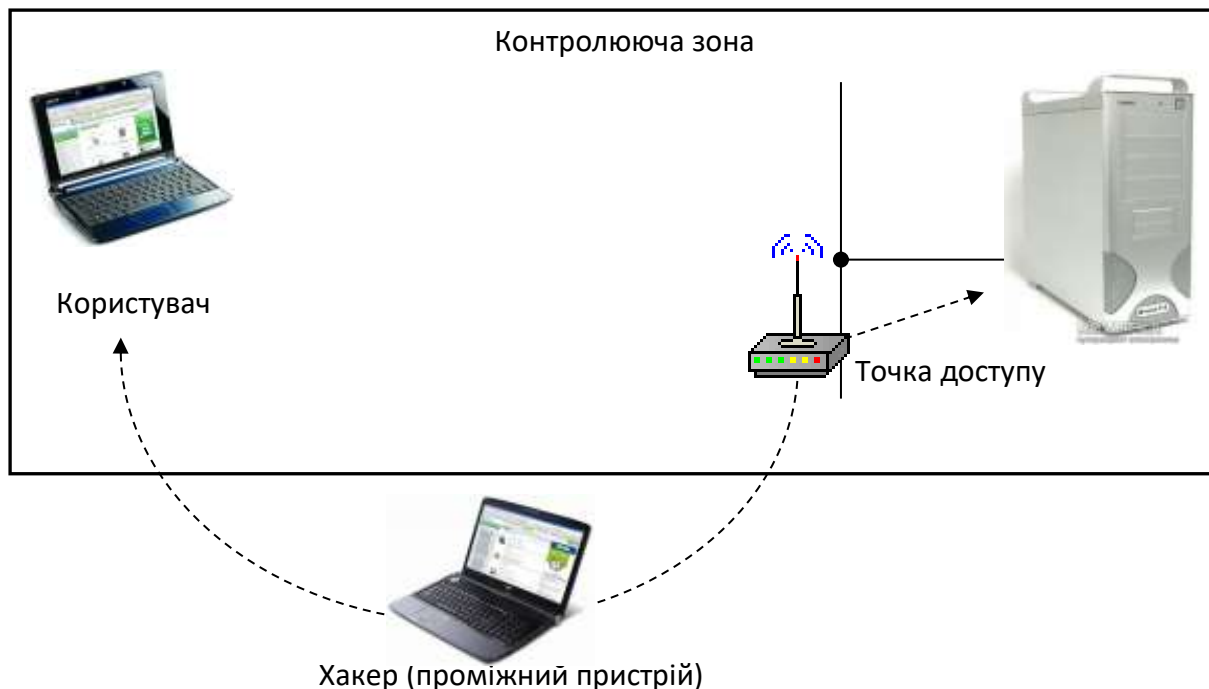 Контролююча зона
Користувач
Точка доступу
Хакер (проміжний пристрій)